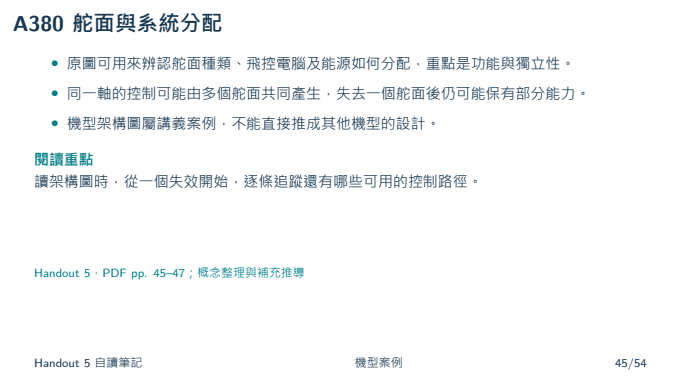 A380 舵面與系統分配
• 原圖可用來辨認舵面種類、飛控電腦及能源如何分配，重點是功能與獨立性。
• 同一軸的控制可能由多個舵面共同產生，失去一個舵面後仍可能保有部分能力。
• 機型架構圖屬講義案例，不能直接推成其他機型的設計。
閱讀重點
讀架構圖時，從一個失效開始，逐條追蹤還有哪些可用的控制路徑。
Handout 5 · PDF pp. 45–47；概念整理與補充推導
Handout 5 自讀筆記 機型案例 45/54